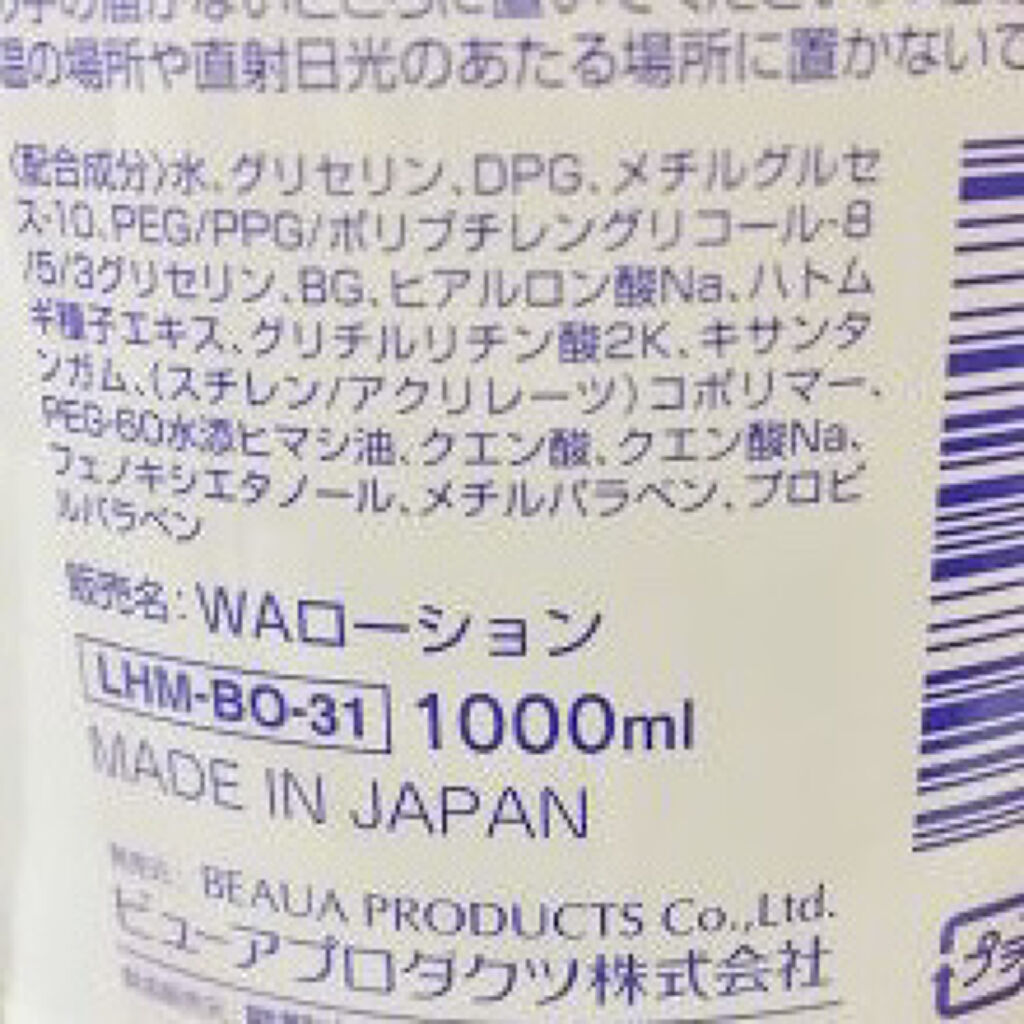 場所や直射日光のあたる場所に置かないで
〈配合成分〉水、グリセリン、DPG、メチルグルセ
ス-10、PEG/PPG/ポリブチレングリコール-8
/5/3グリセリン、BG、ヒアルロン酸Na、ハトム
ギ種子エキス、グリチルリチン酸2K、キサンタ
ンガム、(スチレン/アクリレーツ)コポリマー、
PEG-60水添ヒマシ油、クエン酸、クエン酸Na、
フェノキシエタノール、メチルパラベン、プロピ
ルパラベン
販売名:WAローション
LHM-BO-31 1000ml
MADE IN JAPAN
BEAUA PRODUCTS Co.,Ltd.
ビューアプロダクツ株式会社
プラ